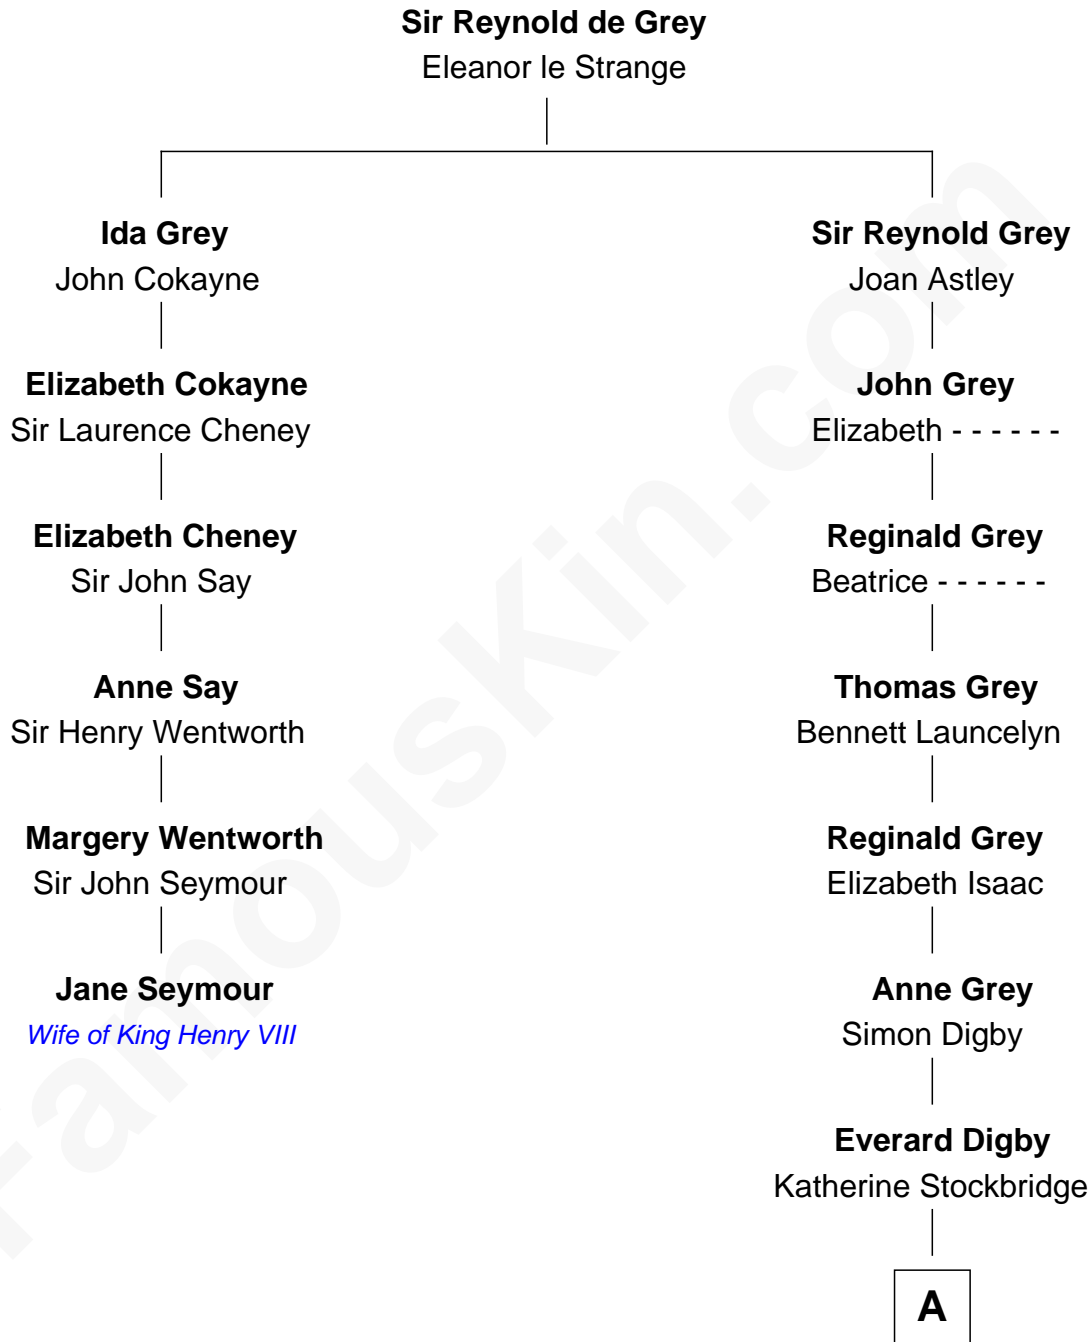 Sir Reynold de Grey
Eleanor le Strange
Ida Grey
John Cokayne
Elizabeth Cokayne
Sir Laurence Cheney
Elizabeth Cheney
Sir John Say
Anne Say
Sir Henry Wentworth
Margery Wentworth
Sir John Seymour
Jane Seymour
Wife of King Henry VIII
Sir Reynold Grey
Joan Astley
John Grey
Elizabeth - - - - - -
Reginald Grey
Beatrice - - - - - -
Thomas Grey
Bennett Launcelyn
Reginald Grey
Elizabeth Isaac
Anne Grey
Simon Digby
Everard Digby
Katherine Stockbridge
A
FamousKin.com